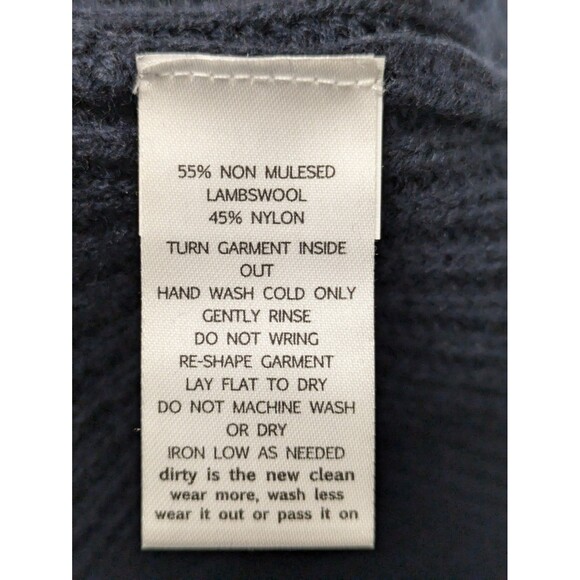 55% NON MULESED
LAMBSWOOL
45% NYLON
TURN GARMENT INSIDE
OUT
HAND WASH COLD ONLY
GENTLY RINSE
DO NOT WRING
RE-SHAPE GARMENT
LAY FLAT TO DRY
DO NOT MACHINE WASH
OR DRY
IRON LOW AS NEEDED
dirty is the new clean
wear more, wash less
wear it out or pass it on